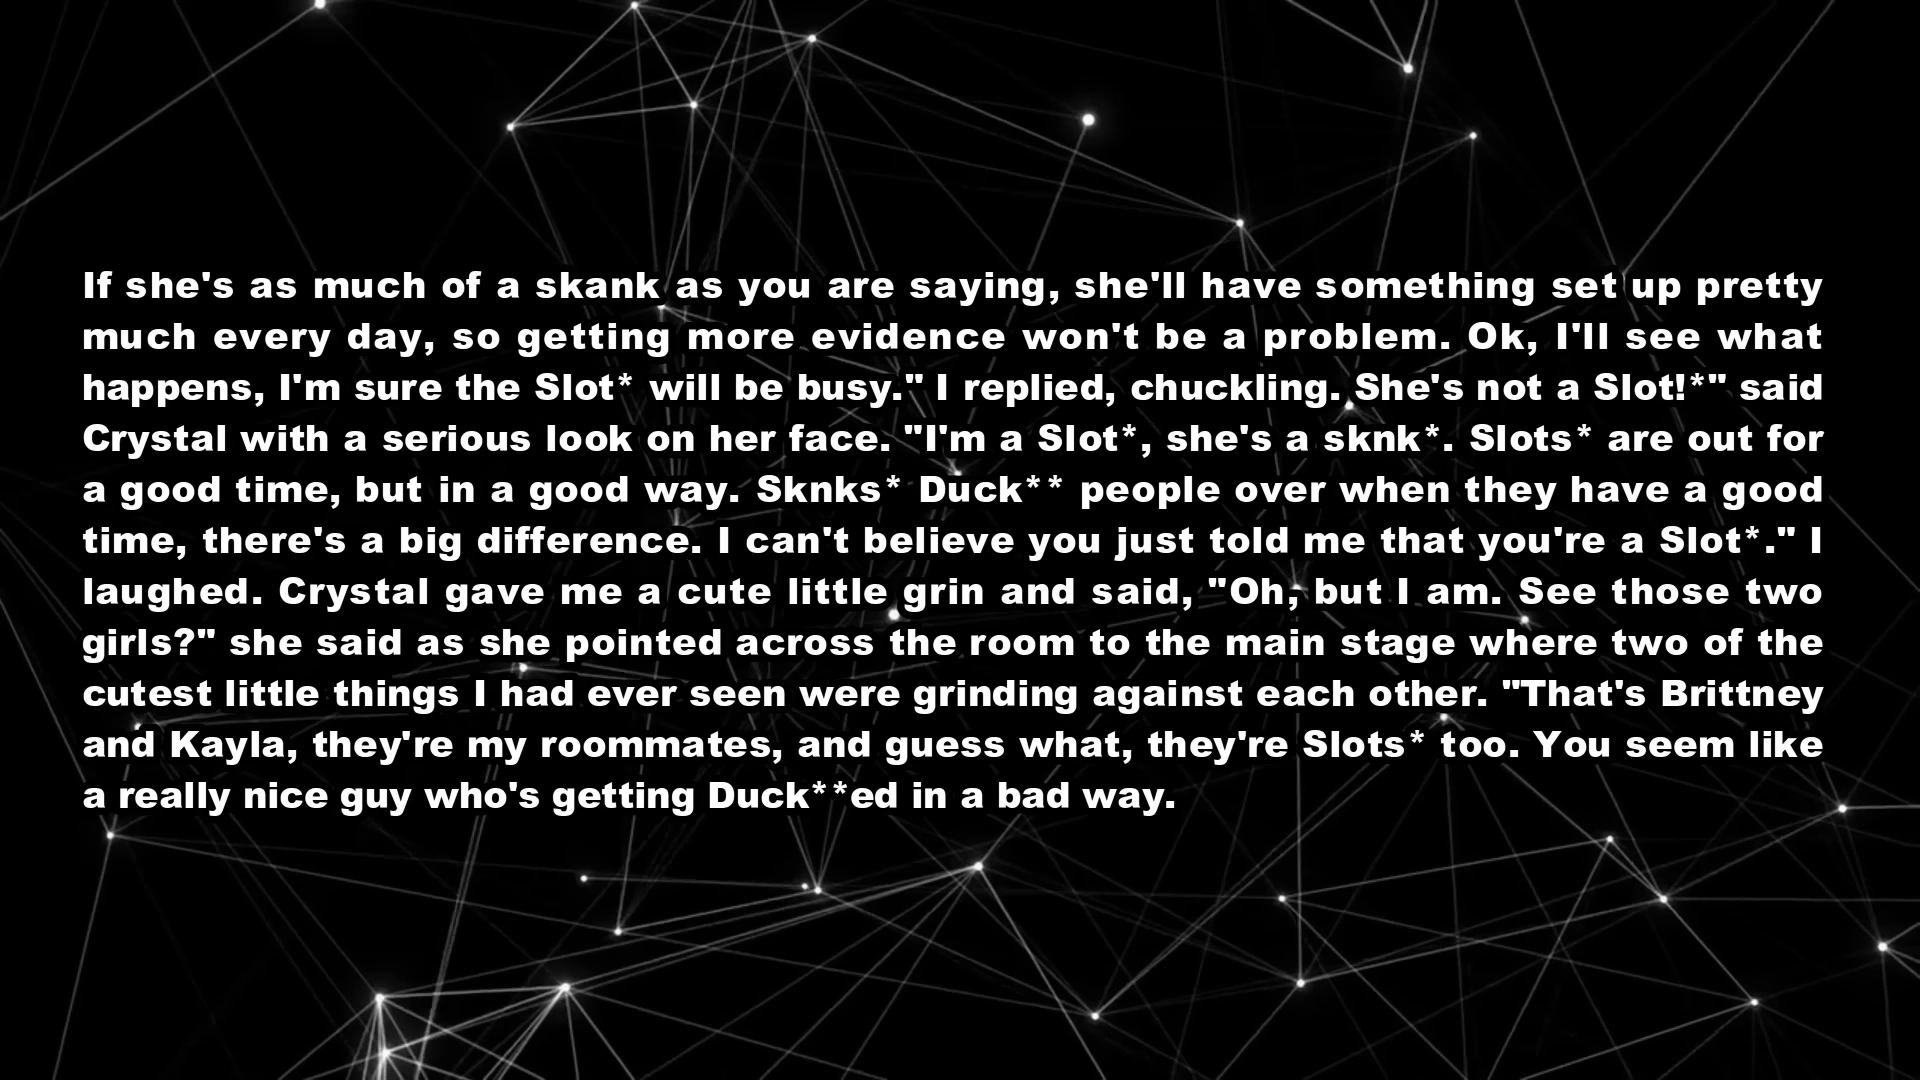 If she's as much of a skank as you are saying, she'll have something set up pretty
much every day, so getting more evidence won't be a problem. Ok, I'll see what
happens, I'm sure the Slot* will be busy." I replied, chuckling. She's not a Slot!*" said
Crystal with a serious look on her face. "I'm a Slot*, she's a sknk*. Slots* are out for
a good time, but in a good way. Sknks* Duck** people over when they have a good
time, there's a big difference. I can't believe you just told me that you're a Slot*." I
laughed. Crystal gave me a cute little grin and said, "Oh, but I am. See those two
girls?" she said as she pointed across the room to the main stage where two of the
cutest little things I had ever seen were grinding against each other. "That's Brittney
and Kayla, they're my roommates, and guess what, they're Slots* too. You seem like
a really nice guy who's getting Duck**ed in a bad way.